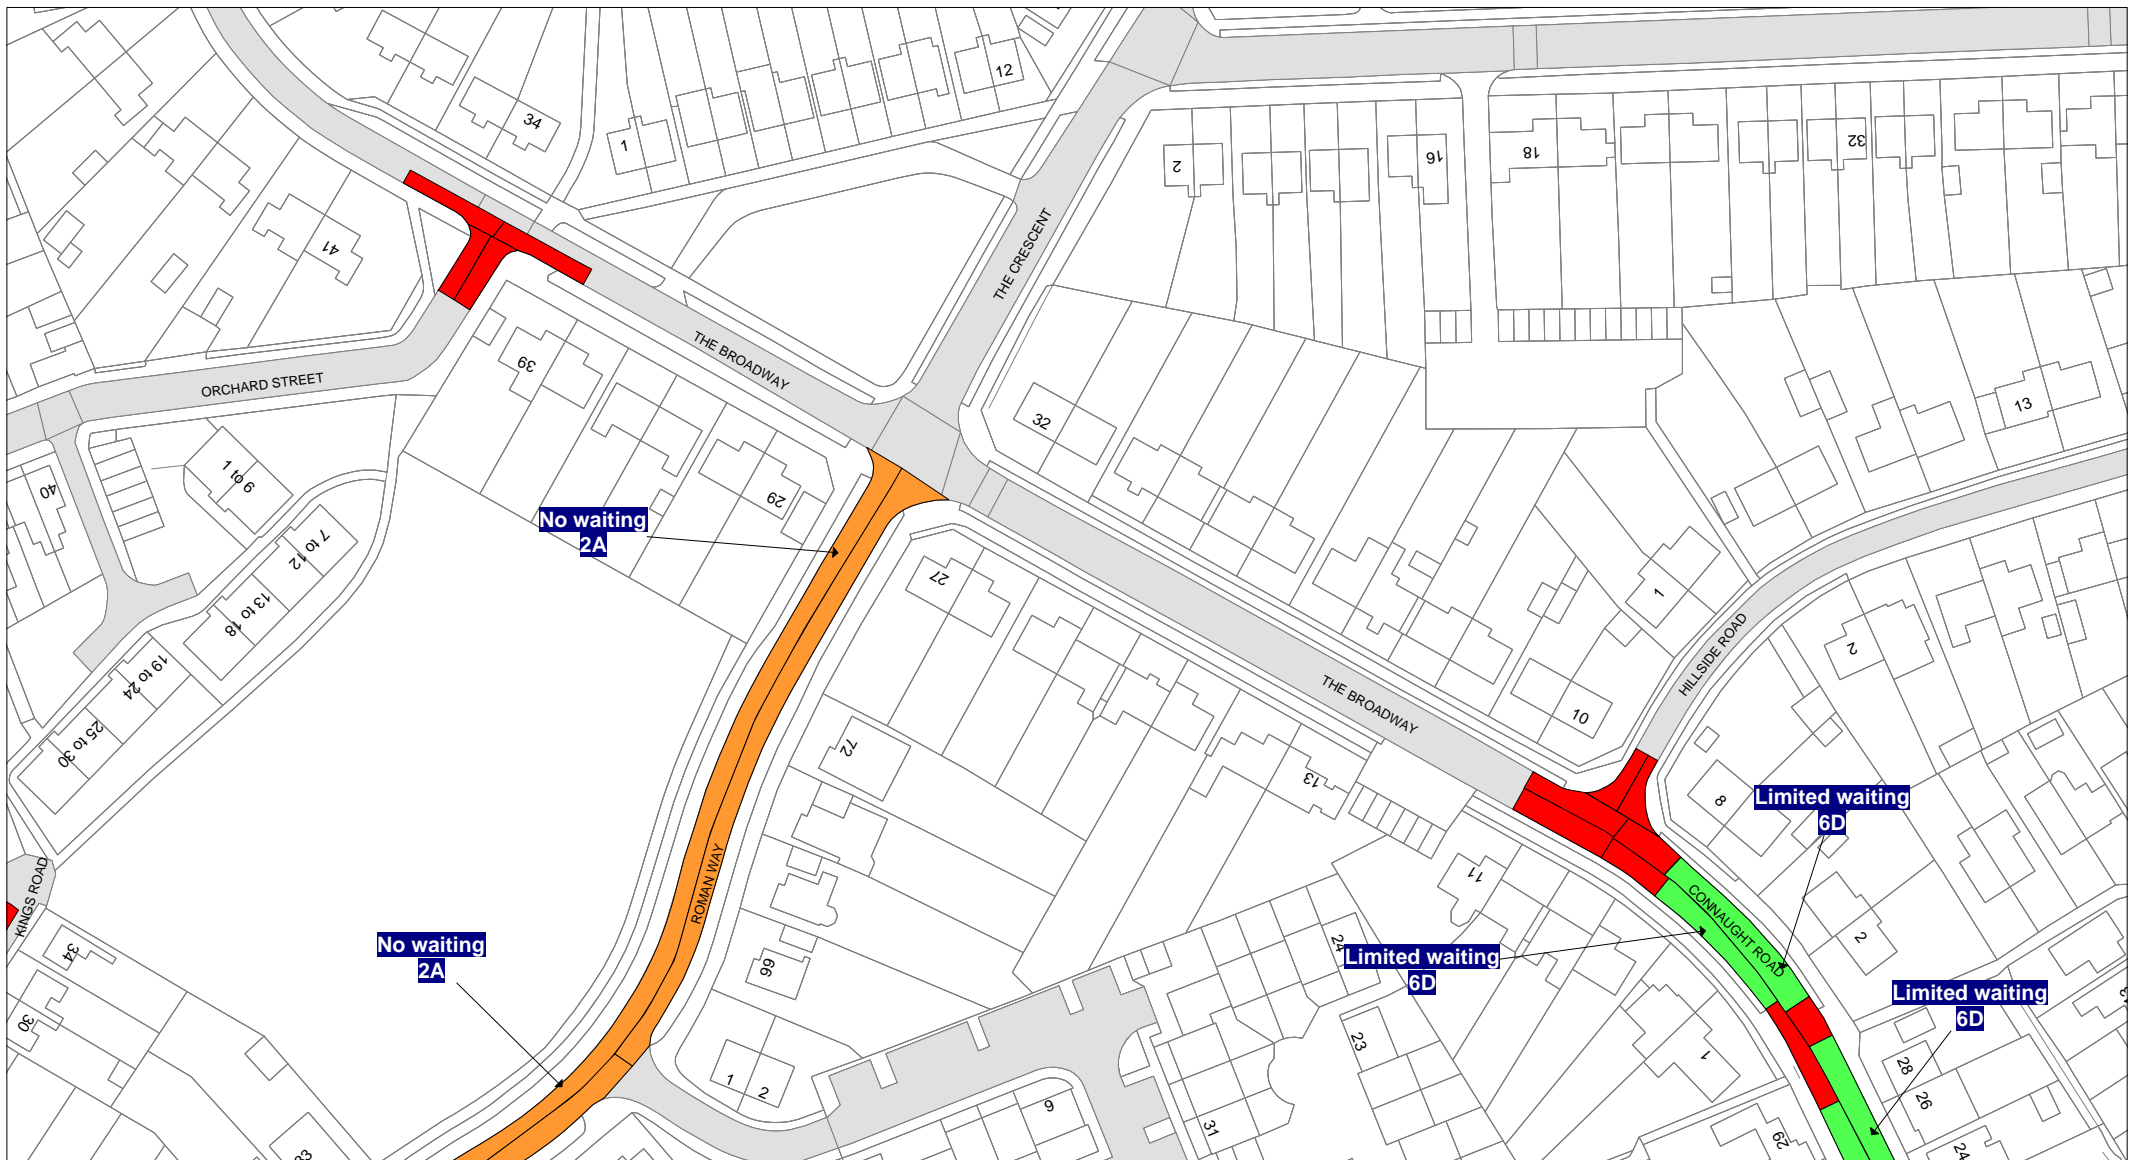 12
34
1
2
16
18
32
41
THE CRESCENT
THE BROADWAY
39
ORCHARD STREET
32
13
1 to 6
40
29
No waiting
2A
7 to 12
27
1
13 to 18
HILLSIDE ROAD
2
19 to 24
THE BROADWAY
10
25 to 30
72
13
8
Limited waiting
6D
ROMAN WAY
11
KINGS ROAD
CONNAUGHT ROAD
2
34
No waiting
2A
24
Limited waiting
6D
66
Limited waiting
6D
30
23
1
28
1
2
9
26
31
29
24
33